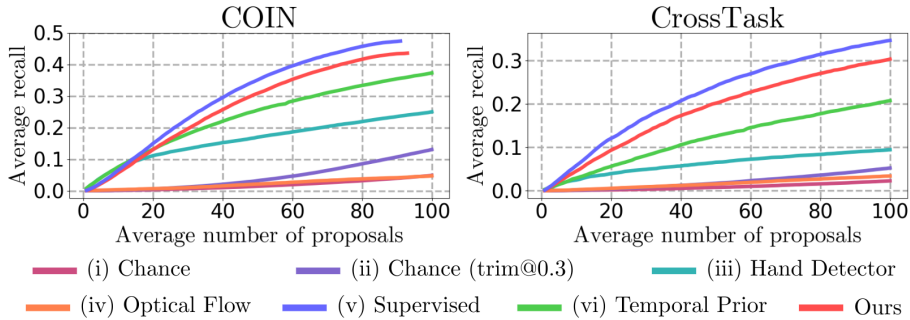 COIN
CrossTask
Average recall
0.5
0.4
0.3
0.2
0.1
0.0
0 20 40 60 80 100
Average number of proposals
Average recall
0.3
0.2
0.1
0.0
0 20 40 60 80 100
Average number of proposals
(i) Chance
(ii) Chance (trim@0.3)
(iii) Hand Detector
(iv) Optical Flow
(v) Supervised
(vi) Temporal Prior
Ours